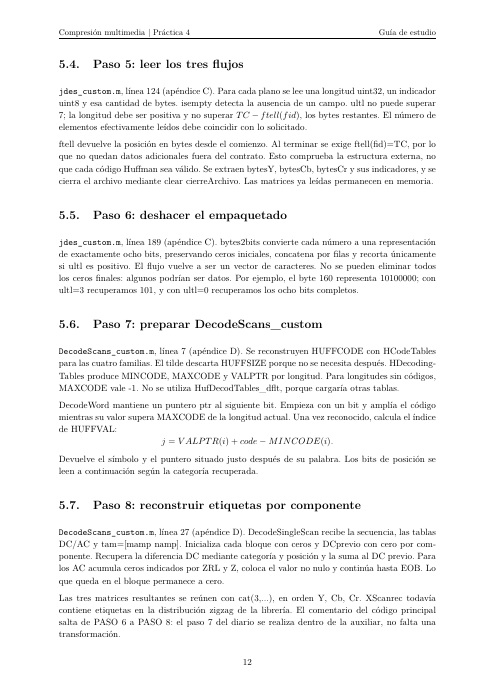 Compresión multimedia | Práctica 4 Guía de estudio
5.4. Paso 5: leer los tres flujos
jdes_custom.m, línea 124 (apéndice C). Para cada plano se lee una longitud uint32, un indicador
uint8 y esa cantidad de bytes. isempty detecta la ausencia de un campo. ultl no puede superar
7; la longitud debe ser positiva y no superar TC − ftell(fid), los bytes restantes. El número de
elementos efectivamente leídos debe coincidir con lo solicitado.
ftell devuelve la posición en bytes desde el comienzo. Al terminar se exige ftell(fid)=TC, por lo
que no quedan datos adicionales fuera del contrato. Esto comprueba la estructura externa, no
que cada código Huffman sea válido. Se extraen bytesY, bytesCb, bytesCr y sus indicadores, y se
cierra el archivo mediante clear cierreArchivo. Las matrices ya leídas permanecen en memoria.
5.5. Paso 6: deshacer el empaquetado
jdes_custom.m, línea 189 (apéndice C). bytes2bits convierte cada número a una representación
de exactamente ocho bits, preservando ceros iniciales, concatena por filas y recorta únicamente
si ultl es positivo. El flujo vuelve a ser un vector de caracteres. No se pueden eliminar todos
los ceros finales: algunos podrían ser datos. Por ejemplo, el byte 160 representa 10100000; con
ultl=3 recuperamos 101, y con ultl=0 recuperamos los ocho bits completos.
5.6. Paso 7: preparar DecodeScans_custom
DecodeScans_custom.m, línea 7 (apéndice D). Se reconstruyen HUFFCODE con HCodeTables
para las cuatro familias. El tilde descarta HUFFSIZE porque no se necesita después. HDecoding-
Tables produce MINCODE, MAXCODE y VALPTR por longitud. Para longitudes sin códigos,
MAXCODE vale -1. No se utiliza HufDecodTables_dflt, porque cargaría otras tablas.
DecodeWord mantiene un puntero ptr al siguiente bit. Empieza con un bit y amplía el código
mientras su valor supera MAXCODE de la longitud actual. Una vez reconocido, calcula el índice
de HUFFVAL:
j = VALPTR(i) + code − MINCODE(i).
Devuelve el símbolo y el puntero situado justo después de su palabra. Los bits de posición se
leen a continuación según la categoría recuperada.
5.7. Paso 8: reconstruir etiquetas por componente
DecodeScans_custom.m, línea 27 (apéndice D). DecodeSingleScan recibe la secuencia, las tablas
DC/AC y tam=[mamp namp]. Inicializa cada bloque con ceros y DCprevio con cero por com-
ponente. Recupera la diferencia DC mediante categoría y posición y la suma al DC previo. Para
los AC acumula ceros indicados por ZRL y Z, coloca el valor no nulo y continúa hasta EOB. Lo
que queda en el bloque permanece a cero.
Las tres matrices resultantes se reúnen con cat(3,...), en orden Y, Cb, Cr. XScanrec todavía
contiene etiquetas en la distribución zigzag de la librería. El comentario del código principal
salta de PASO 6 a PASO 8: el paso 7 del diario se realiza dentro de la auxiliar, no falta una
transformación.
12